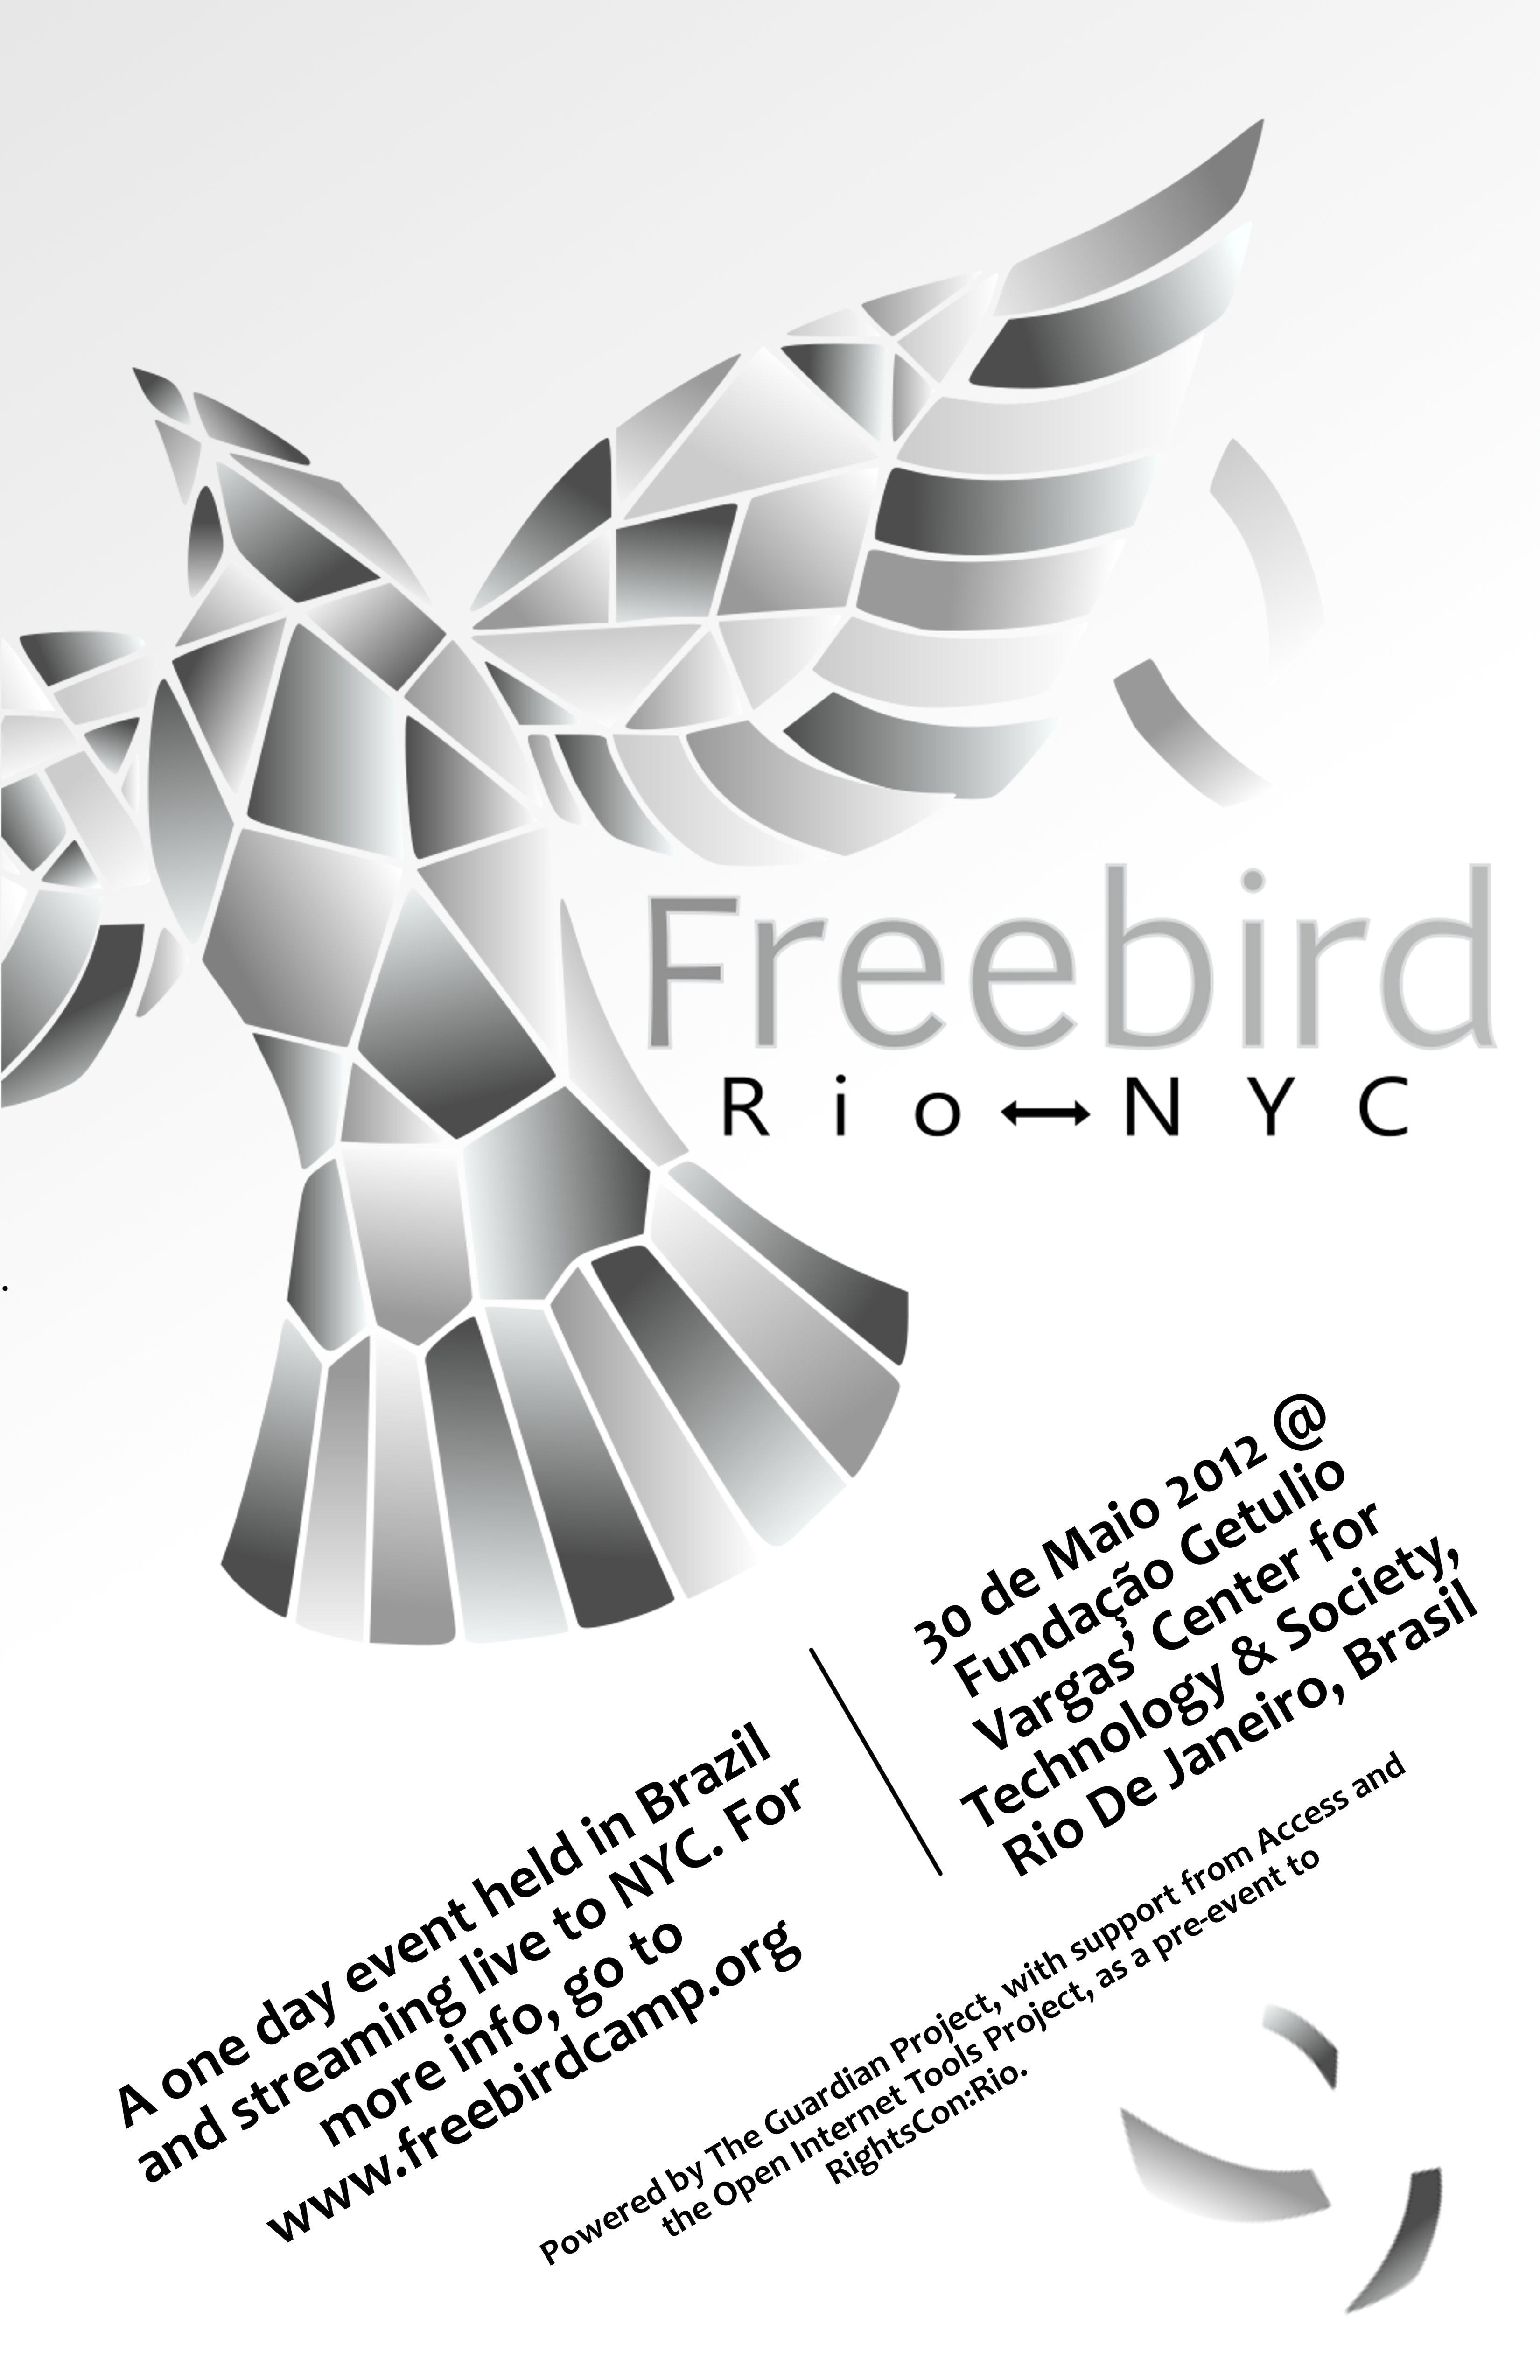 Freebird
Rio↔NYC
30 de Maio 2012 @
Fundação Getulio
Vargas' Center for
Technology & Society,
Rio De Janeiro, Brasil
A one day event held in Brazil
and streaming live to NYC. For
more info, go to
www.freebirdcamp.org
Powered by The Guardian Project, with support from Access and
the Open Internet Tools Project, as a pre-event to
RightsCon:Rio.